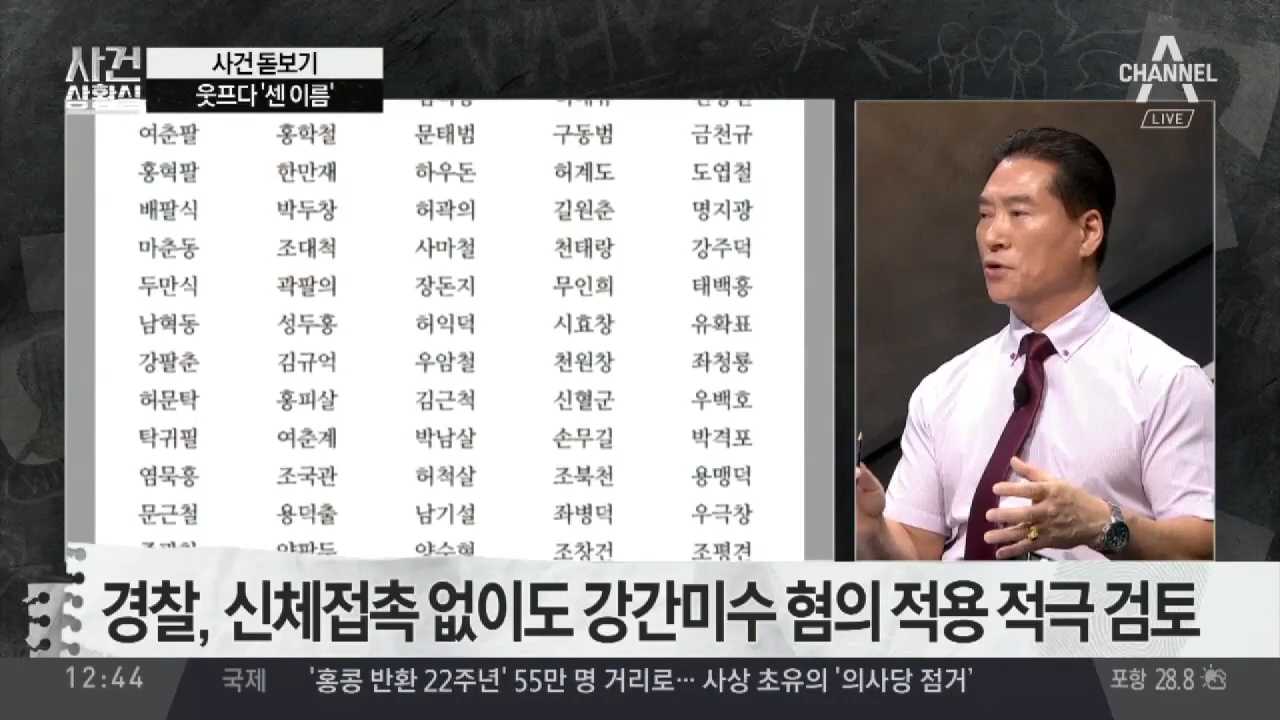 사건
상황실
사건 돋보기
웃프다 '센 이름'
CHANNEL A
LIVE
여춘팔 홍학철 문태범 구동범 금천규
홍혁팔 한만재 하우돈 허계도 도엽철
배팔식 박두창 허곽의 길원춘 명지광
마춘동 조대척 사마철 천태랑 강주덕
두만식 곽팔의 장돈지 무인희 태백홍
남혁동 성두홍 허익덕 시효창 유확표
강팔춘 김규억 우암철 천원창 좌청룡
허문탁 홍피살 김근척 신혈군 우백호
탁귀필 여춘계 박남살 손무길 박격포
염묵홍 조국관 허척살 조북천 용맹덕
문근철 용덕출 남기설 좌병덕 우극창
조창건 조평견
경찰, 신체접촉 없이도 강간미수 혐의 적용 적극 검토
12:44 국제 '홍콩 반환 22주년' 55만 명 거리로… 사상 초유의 '의사당 점거' 포항 28.8